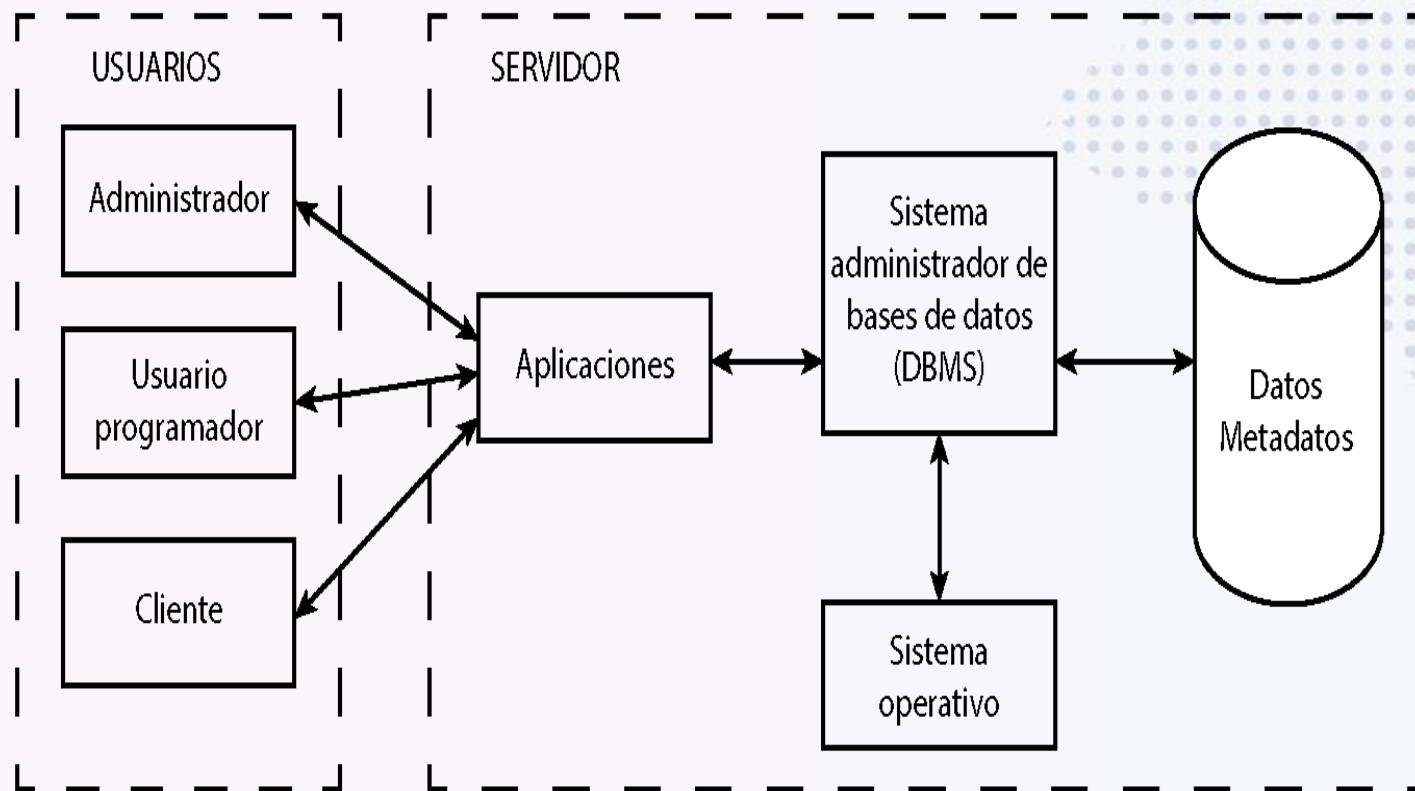 USUARIOS
SERVIDOR
Administrador
Usuario
programador
Cliente
Aplicaciones
Sistema
administrador de
bases de datos
(DBMS)
Sistema
operativo
Datos
Metadatos